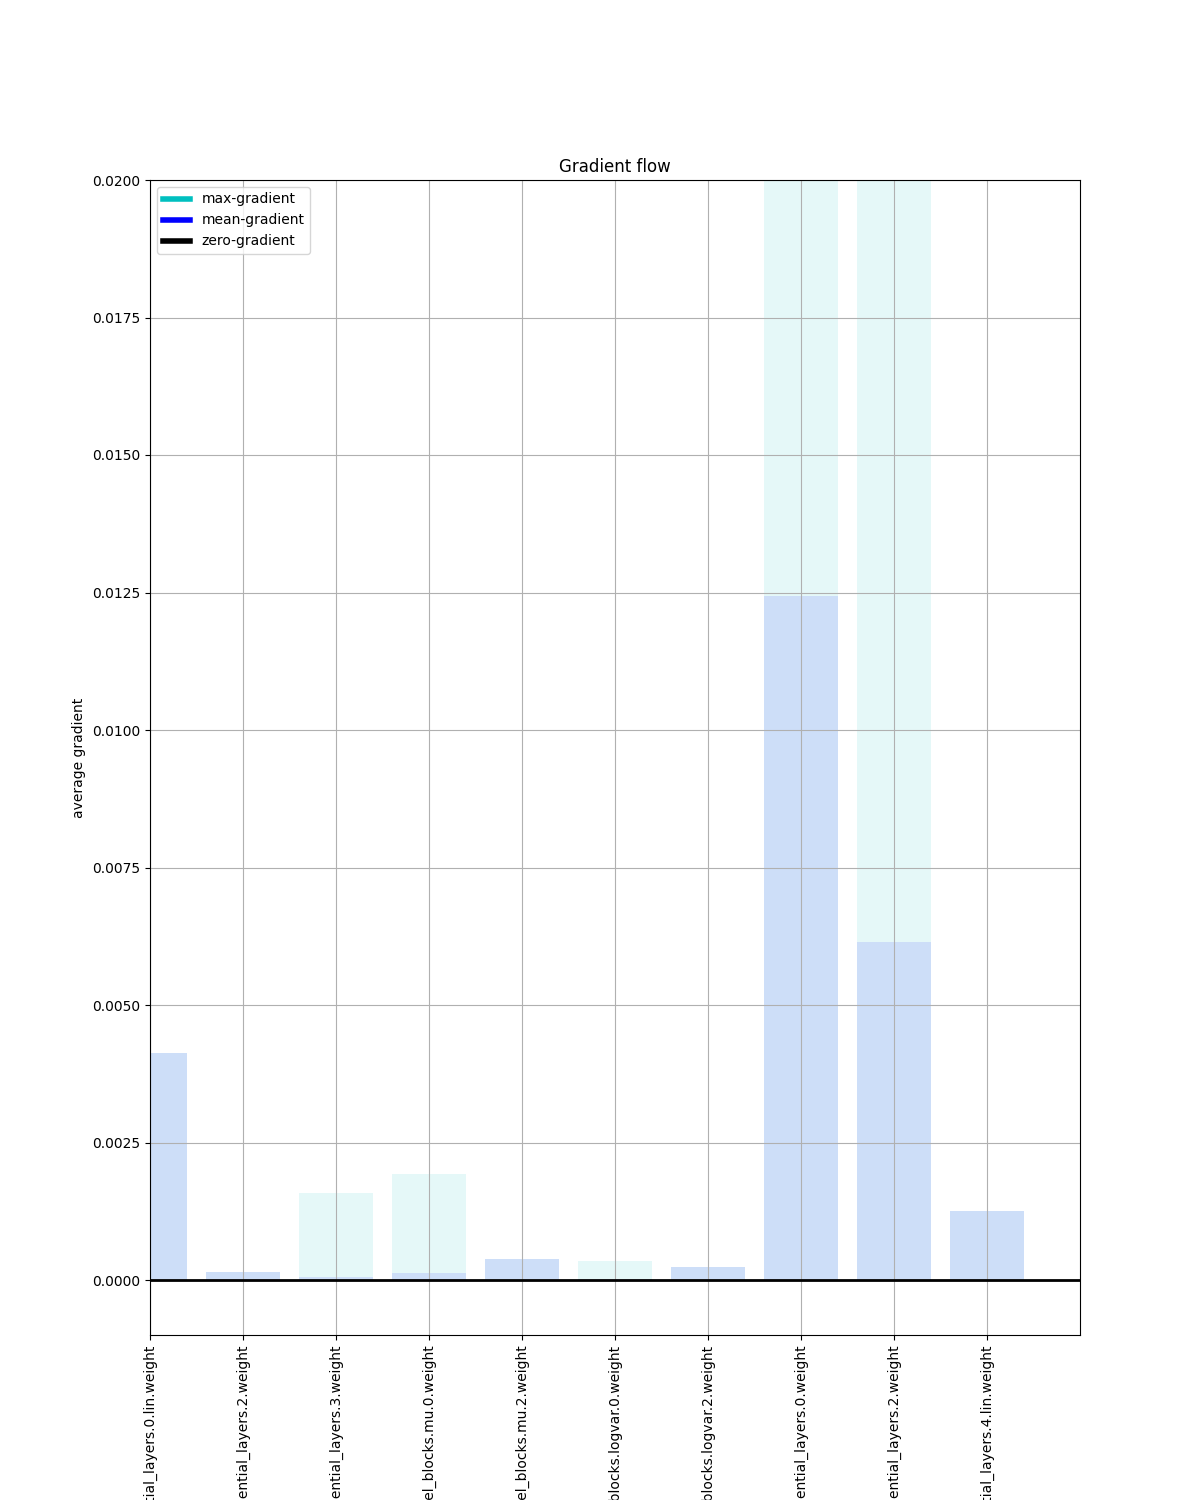 Gradient flow
max-gradient
mean-gradient
zero-gradient
average gradient
0.0200
0.0175
0.0150
0.0125
0.0100
0.0075
0.0050
0.0025
0.0000
tial_layers.0.lin.weight
ential_layers.2.weight
ential_layers.3.weight
el_blocks.mu.0.weight
el_blocks.mu.2.weight
blocks.logvar.0.weight
blocks.logvar.2.weight
ential_layers.0.weight
ential_layers.2.weight
tial_layers.4.lin.weight